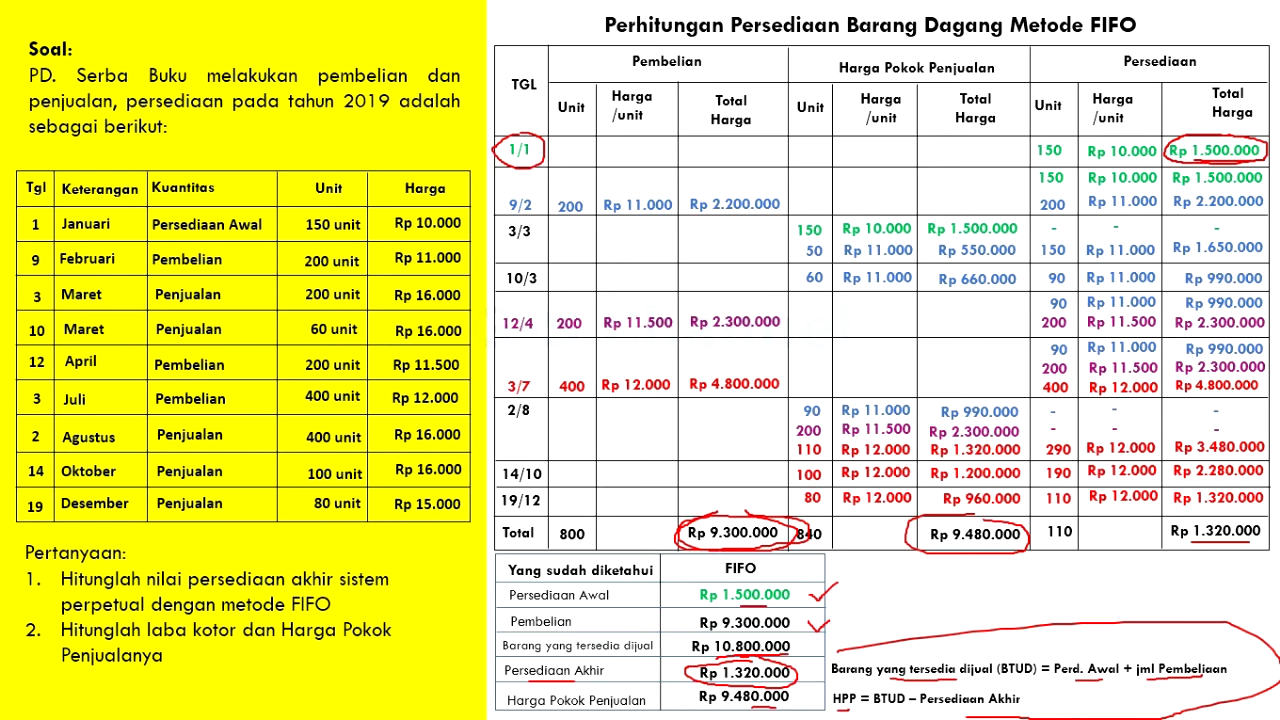 Soal:
PD. Serba Buku melakukan pembelian dan
penjualan, persediaan pada tahun 2019 adalah
sebagai berikut:
Tgl Keterangan Kuantitas Unit Harga
1 Januari Persediaan Awal 150 unit Rp 10.000
9 Februari Pembelian 200 unit Rp 11.000
3 Maret Penjualan 200 unit Rp 16.000
10 Maret Penjualan 60 unit Rp 16.000
12 April Pembelian 200 unit Rp 11.500
3 Juli Pembelian 400 unit Rp 12.000
2 Agustus Penjualan 400 unit Rp 16.000
14 Oktober Penjualan 100 unit Rp 16.000
19 Desember Penjualan 80 unit Rp 15.000
Pertanyaan:
1. Hitunglah nilai persediaan akhir sistem
perpetual dengan metode FIFO
2. Hitunglah laba kotor dan Harga Pokok
Penjualanya
Perhitungan Persediaan Barang Dagang Metode FIFO
TGL Pembelian Harga Pokok Penjualan Persediaan
Unit Harga /unit Total Harga Unit Harga /unit Total Harga Unit Harga /unit Total Harga
1/1 150 Rp 10.000 Rp 1.500.000
150 Rp 10.000 Rp 1.500.000
9/2 200 Rp 11.000 Rp 2.200.000 200 Rp 11.000 Rp 2.200.000
3/3 150 Rp 10.000 Rp 1.500.000 - - -
50 Rp 11.000 Rp 550.000 150 Rp 11.000 Rp 1.650.000
10/3 60 Rp 11.000 Rp 660.000 90 Rp 11.000 Rp 990.000
90 Rp 11.000 Rp 990.000
12/4 200 Rp 11.500 Rp 2.300.000 200 Rp 11.500 Rp 2.300.000
90 Rp 11.000 Rp 990.000
200 Rp 11.500 Rp 2.300.000
3/7 400 Rp 12.000 Rp 4.800.000 400 Rp 12.000 Rp 4.800.000
2/8 90 Rp 11.000 Rp 990.000 - - -
200 Rp 11.500 Rp 2.300.000 - - -
110 Rp 12.000 Rp 1.320.000 290 Rp 12.000 Rp 3.480.000
14/10 100 Rp 12.000 Rp 1.200.000 190 Rp 12.000 Rp 2.280.000
19/12 80 Rp 12.000 Rp 960.000 110 Rp 12.000 Rp 1.320.000
Total 800 Rp 9.300.000 840 Rp 9.480.000 110 Rp 1.320.000
Yang sudah diketahui FIFO
Persediaan Awal Rp 1.500.000
Pembelian Rp 9.300.000
Barang yang tersedia dijual Rp 10.800.000
Persediaan Akhir Rp 1.320.000
Harga Pokok Penjualan Rp 9.480.000
Barang yang tersedia dijual (BTUD) = Perd. Awal + jml Pembeliaan
HPP = BTUD – Persediaan Akhir